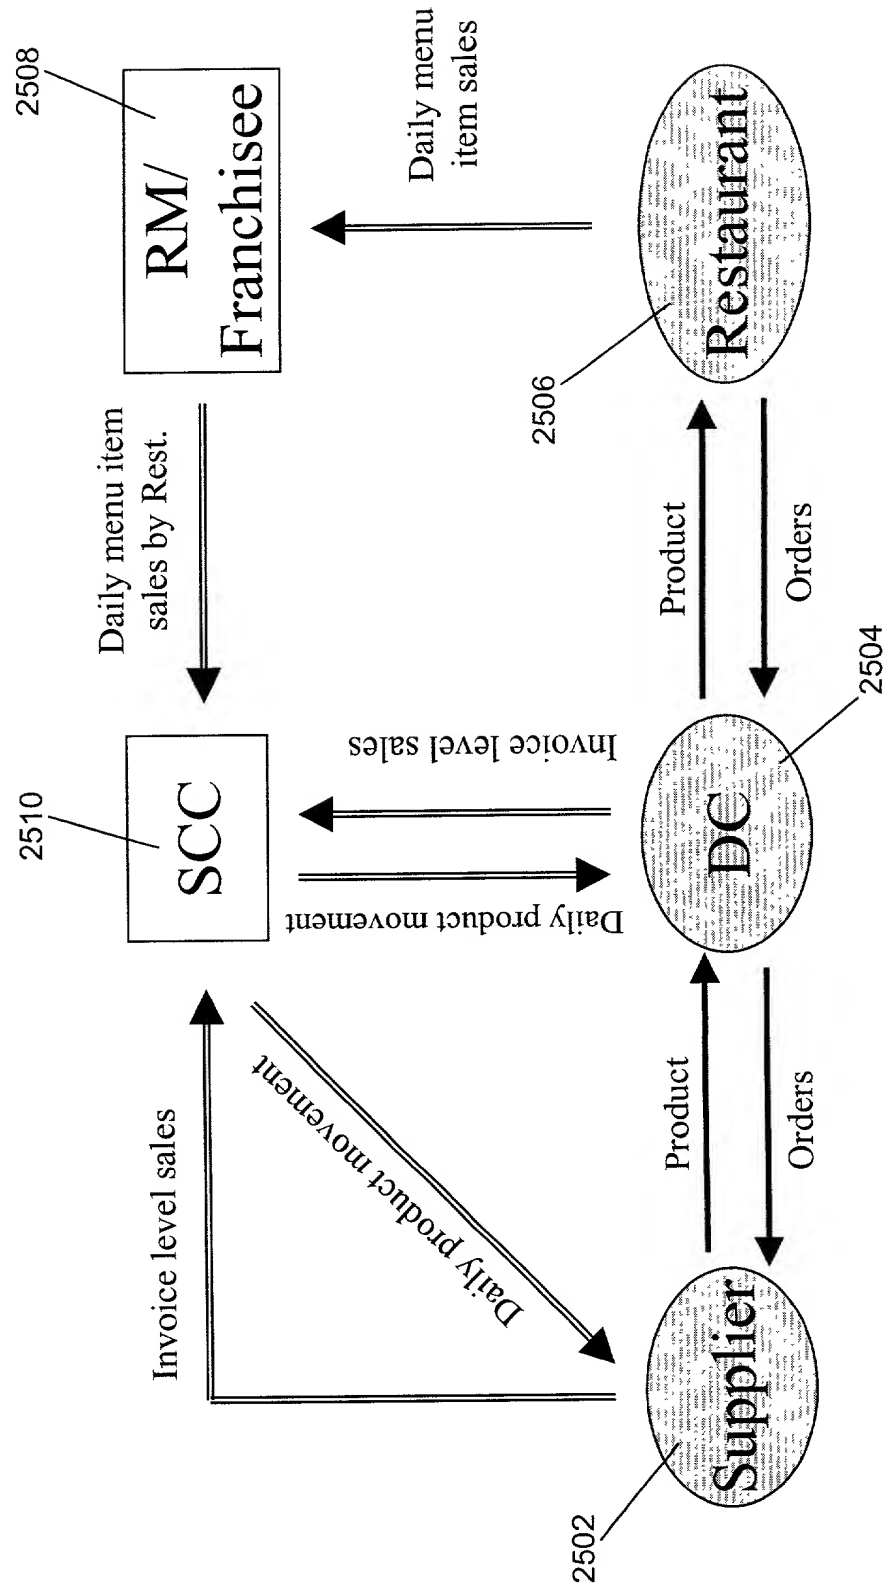 2510
2508
SCC
RM/
Franchisee
Daily menu item
sales by Rest.
Invoice level sales
Daily product movement
Daily product movement
Invoice level sales
Daily menu
item sales
2502
Supplier
Product
Orders
DC
2504
Product
Orders
2506
Restaurant